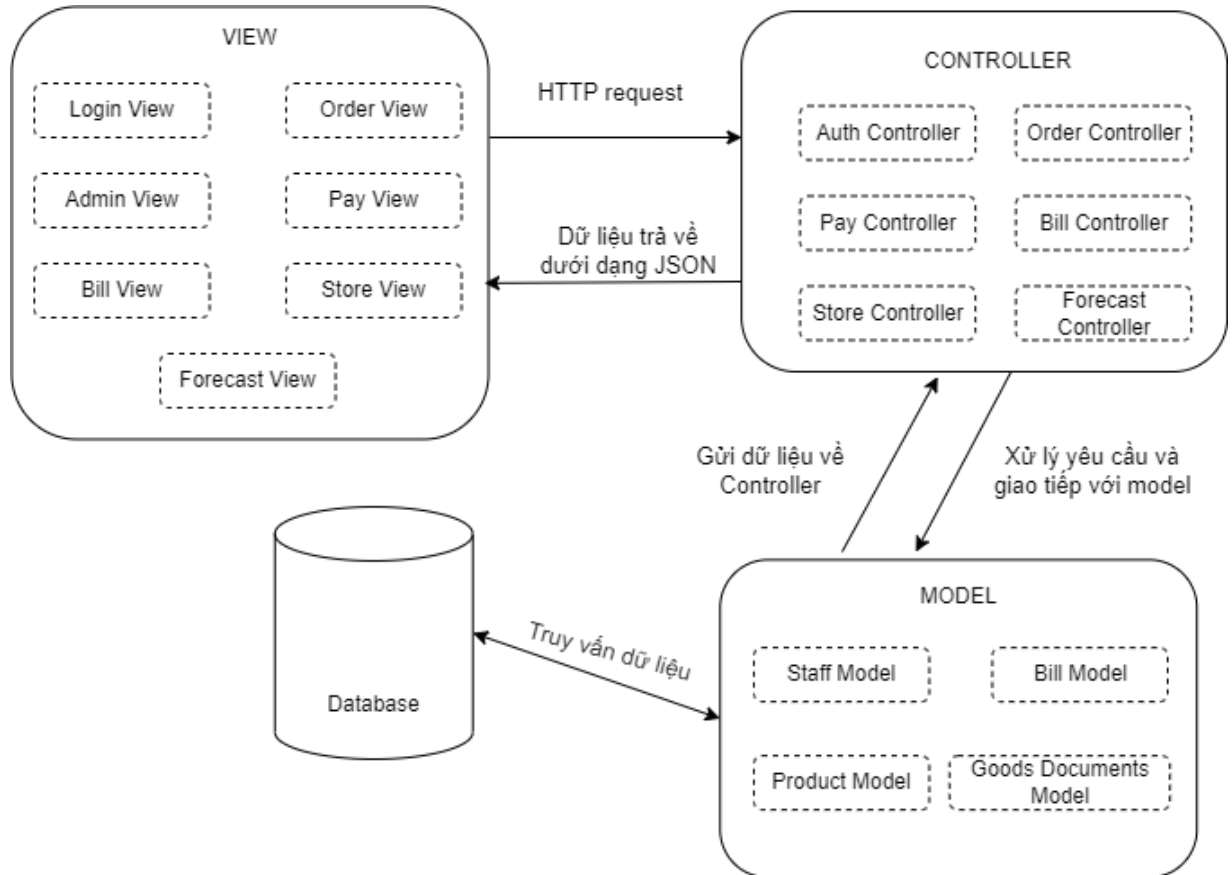 VIEW
Login View
Order View
Admin View
Pay View
Bill View
Store View
Forecast View
HTTP request
Dữ liệu trả về
dưới dạng JSON
CONTROLLER
Auth Controller
Order Controller
Pay Controller
Bill Controller
Store Controller
Forecast
Controller
Gửi dữ liệu về
Controller
Xử lý yêu cầu và
giao tiếp với model
Database
Truy vấn dữ liệu
MODEL
Staff Model
Bill Model
Product Model
Goods Documents
Model